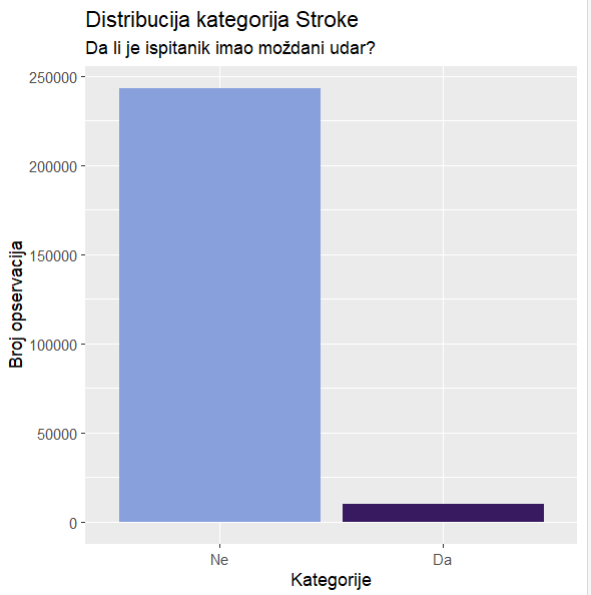 Distribucija kategorija Stroke
Da li je ispitanik imao moždani udar?
Broj opservacija
250000
200000
150000
100000
50000
0
Ne
Da
Kategorije